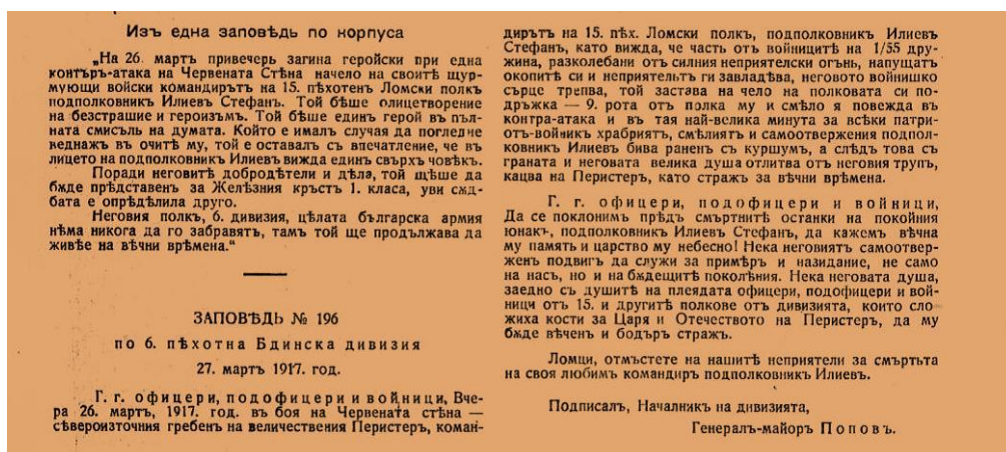 Изъ една заповѣдь по корпуса
„На 26. мартъ привечерь загина геройски при една
контъръ-атака на Червената Стѣна начело на своитѣ щур-
мующи войски командирътъ на 15. пѣхотенъ Ломски полкъ
подполковникъ Илиевъ Стефанъ. Той бѣше олицетворение
на безстрашие и героизъмъ. Той бѣше единъ герой въ пъл-
ната смисълъ на думата. Който е ималъ случая да погледне
веднажъ въ очитѣ му, той е оставалъ съ впечатление, че въ
лицето на подполковникъ Илиевъ вижда единъ свърхъ човѣкъ.
Поради неговитѣ добродѣтели и дѣла, той щѣше да
бѫде прѣдставенъ за Желѣзния кръстъ 1. класа, уви сѫд-
бата е опрѣдѣлила друго.
Неговия полкъ, 6. дивизия, цѣлата българска армия
нѣма никога да го забравятъ, тамъ той ще продължава да
живѣе на вѣчни врѣмена.“
ЗАПОВѢДЬ № 196
по 6. пѣхотна Бдинска дивизия
27. мартъ 1917. год.
Г. г. офицери, подофицери и войници, Вче-
ра 26. мартъ, 1917. год. въ боя на Червената стѣна —
сѣвероизточния гребенъ на величествения Перистеръ, коман-
дирътъ на 15. пѣх. Ломски полкъ, подполковникъ Илиевъ
Стефанъ, като вижда, че часть отъ войницитѣ на 1/55 дру-
жина, разколебани отъ силния неприятелски огънь, напущатъ
окопитѣ си и неприятельтъ ги завладѣва, неговото войнишко
сърце трепва, той застава на чело на полковата си по-
дръжка — 9. рота отъ полка му и смѣло я повежда въ
контра-атака и въ тая най-велика минута за всѣки патри-
отъ-войникъ храбриятъ, смѣлиятъ и самоотвержения подпол-
ковникъ Илиевъ бива раненъ съ куршумъ, а слѣдъ това съ
граната и неговата велика душа отлитва отъ неговия трупъ,
кацва на Перистеръ, като стражъ за вѣчни врѣмена.
Г. г. офицери, подофицери и войници,
Да се поклонимъ прѣдъ смъртнитѣ останки на покойния
юнакъ, подполковникъ Илиевъ Стефанъ, да кажемъ вѣчна
му память и царство му небесно! Нека неговиятъ самоотвер-
женъ подвигъ да служи за примѣръ и назидание, не само
на насъ, но и на бѫдещитѣ поколѣния. Нека неговата душа,
заедно съ душитѣ на плеядата офицери, подофицери и вой-
ници отъ 15. и другитѣ полкове отъ дивизията, които сло-
жиха кости за Царя и Отечеството на Перистеръ, да му
бѫде вѣченъ и бодъръ стражъ.
Ломци, отмъстете на нашитѣ неприятели за смъртьта
на своя любимъ командиръ подполковникъ Илиевъ.
Подписалъ, Началникъ на дивизията,
Генералъ-майоръ Поповъ.